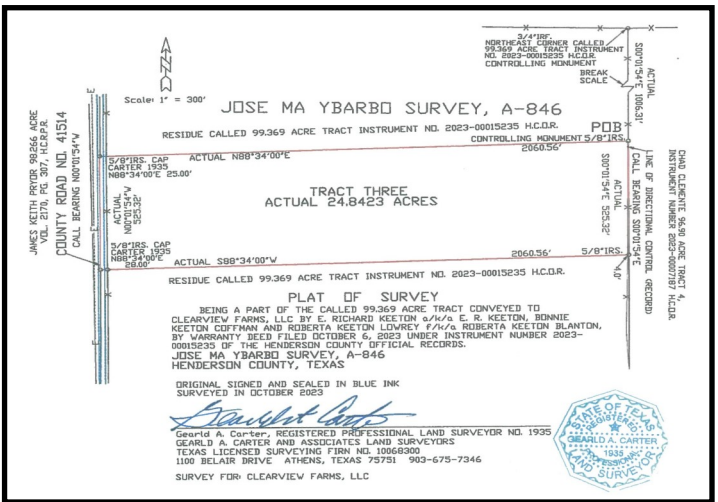 3/4"IRF.
NORTHEAST CORNER CALLED
99.369 ACRE TRACT INSTRUMENT
NO. 2023-00015235 H.C.O.R.
CONTROLLING MONUMENT
BREAK
SCALE
ACTUAL
S00°01'54"E 1006.31'
Scale: 1" = 300'
JOSE MA YBARBO SURVEY, A-846
RESIDUE CALLED 99.369 ACRE TRACT INSTRUMENT NO. 2023-00015235 H.C.O.R.
POB
CONTROLLING MONUMENT 5/8"IRS.
ACTUAL N88°34'00"E
2060.56'
5/8"IRS. CAP
CARTER 1935
N88°34'00"E 25.00'
JAMES KEITH PRYOR 98.266 ACRE
VOL. 2170, PG. 307, H.C.R.P.R.
COUNTY ROAD NO. 41514
CALL BEARING N00°01'54"W
ACTUAL
N00°01'54"W
525.32'
TRACT THREE
ACTUAL 24.8423 ACRES
ACTUAL
S00°01'54"E 525.32'
LINE OF DIRECTIONAL CONTROL (RECORD)
CALL BEARING S00°01'54"E
CHAD CLEMENTE 96.90 ACRE TRACT 4,
INSTRUMENT NUMBER 2023-00007187 H.C.O.R.
5/8"IRS. CAP
CARTER 1935
N88°34'00"E
28.00'
ACTUAL S88°34'00"W
2060.56'
5/8"IRS.
4.0'
RESIDUE CALLED 99.369 ACRE TRACT INSTRUMENT NO. 2023-00015235 H.C.O.R.
PLAT OF SURVEY
BEING A PART OF THE CALLED 99.369 ACRE TRACT CONVEYED TO
CLEARVIEW FARMS, LLC BY E. RICHARD KEETON a/k/a E. R. KEETON, BONNIE
KEETON COFFMAN AND ROBERTA KEETON LOWREY f/k/a ROBERTA KEETON BLANTON,
BY WARRANTY DEED FILED OCTOBER 6, 2023 UNDER INSTRUMENT NUMBER 2023-
00015235 OF THE HENDERSON COUNTY OFFICIAL RECORDS.
JOSE MA YBARBO SURVEY, A-846
HENDERSON COUNTY, TEXAS
ORIGINAL SIGNED AND SEALED IN BLUE INK
SURVEYED IN OCTOBER 2023
Gearld A. Carter, REGISTERED PROFESSIONAL LAND SURVEYOR NO. 1935
GEARLD A. CARTER AND ASSOCIATES LAND SURVEYORS
TEXAS LICENSED SURVEYING FIRN NO. 10068300
1100 BELAIR DRIVE ATHENS, TEXAS 75751 903-675-7346
SURVEY FOR: CLEARVIEW FARMS, LLC
STATE OF TEXAS
REGISTERED
GEARLD A. CARTER
1935
PROFESSIONAL
LAND SURVEYOR